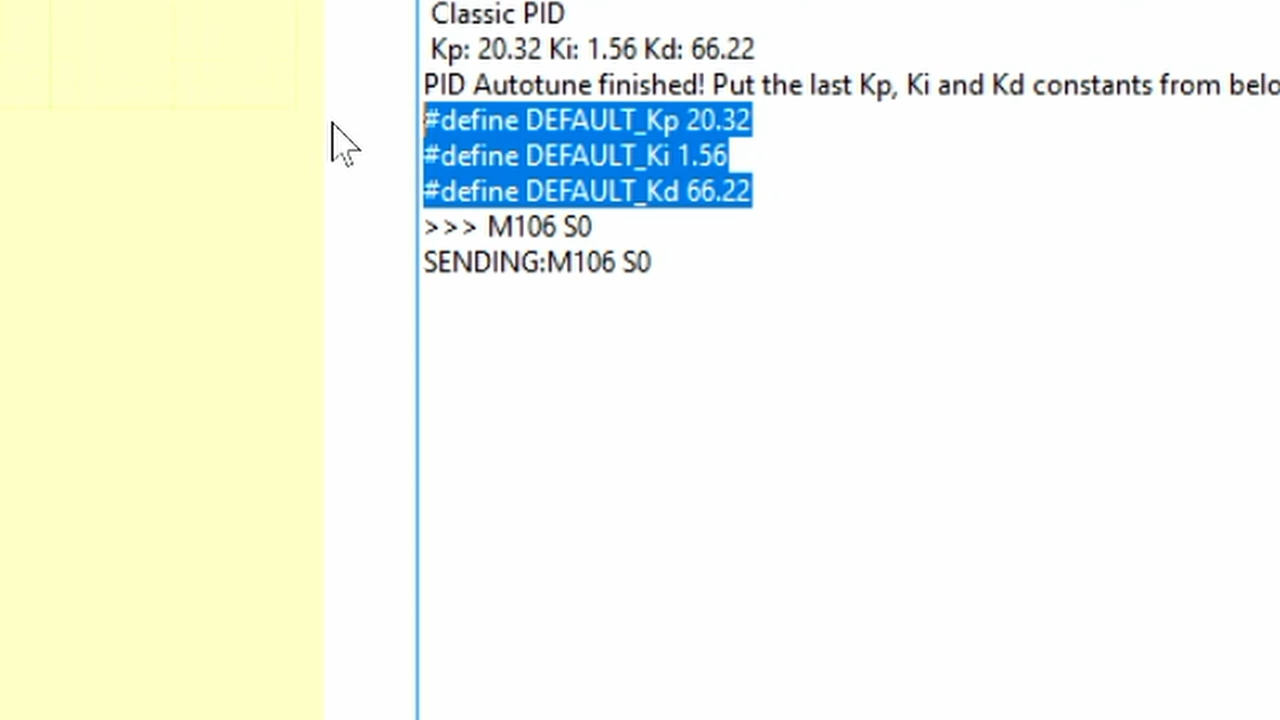 Classic PID
Kp: 20.32 Ki: 1.56 Kd: 66.22
PID Autotune finished! Put the last Kp, Ki and Kd constants from belo
#define DEFAULT_Kp 20.32
#define DEFAULT_Ki 1.56
#define DEFAULT_Kd 66.22
>>> M106 S0
SENDING:M106 S0